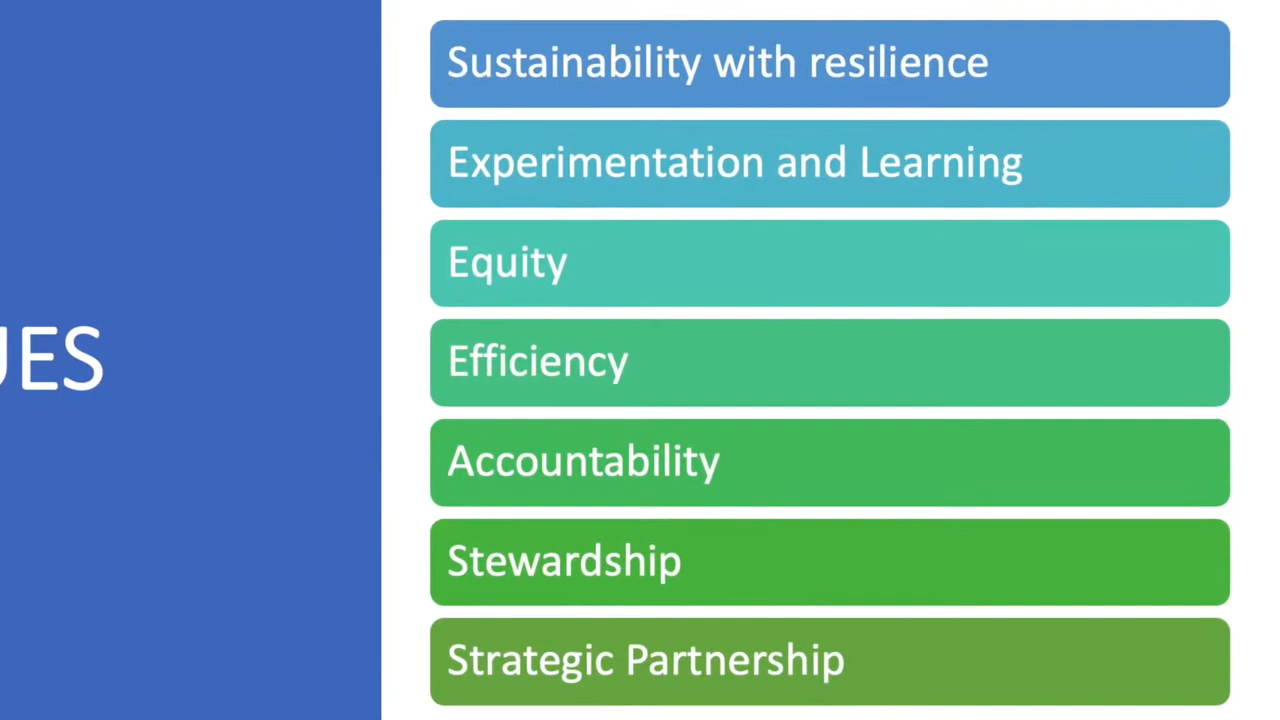 Sustainability with resilience
Experimentation and Learning
Equity
UES
Efficiency
Accountability
Stewardship
Strategic Partnership